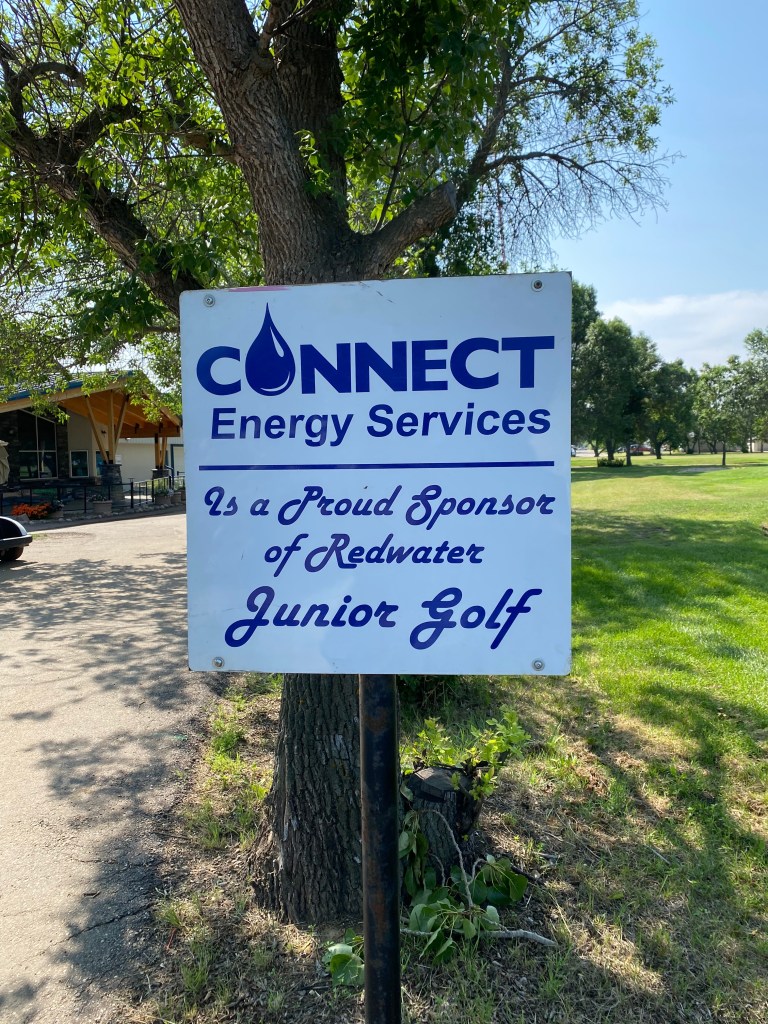 CONNECT
Energy Services
Is a Proud Sponsor
of Redwater
Junior Golf